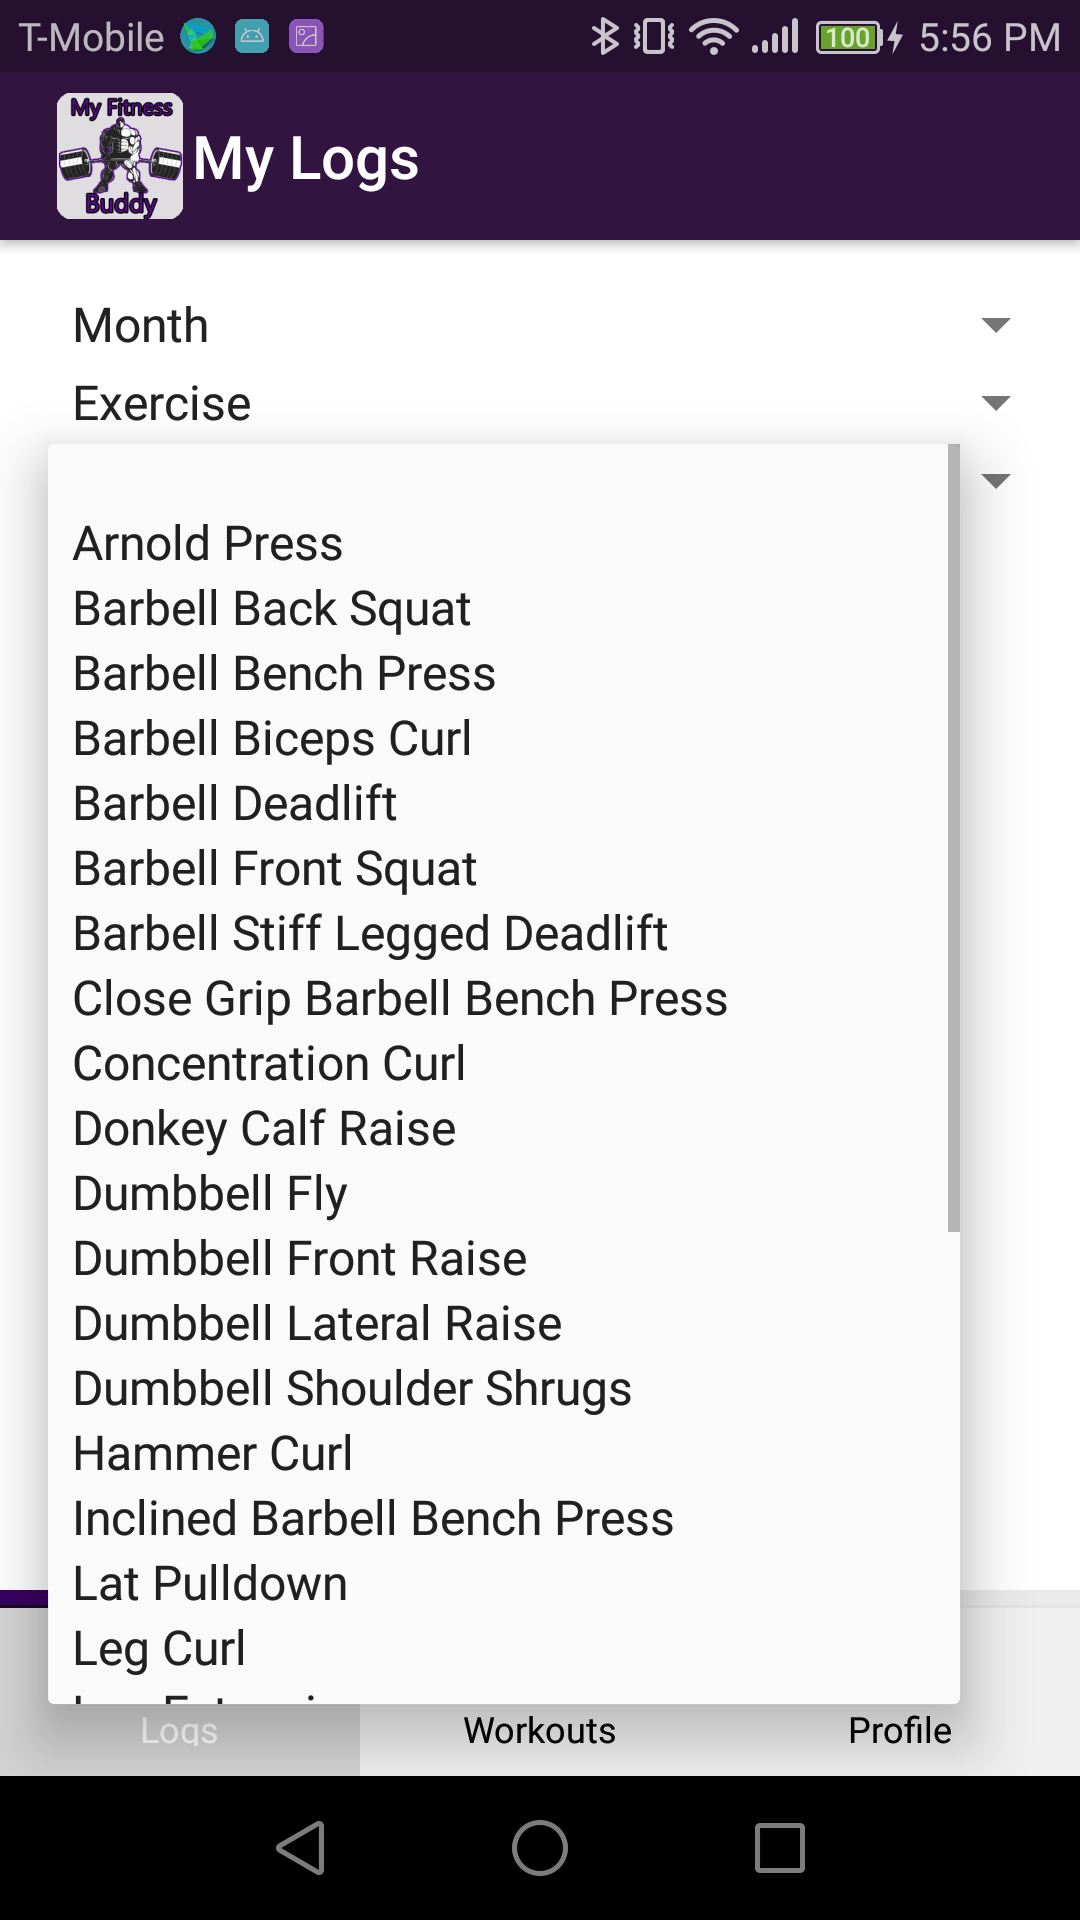 T-Mobile 100 5:56 PM
My Fitness
Buddy
My Logs
Month
Exercise
Arnold Press
Barbell Back Squat
Barbell Bench Press
Barbell Biceps Curl
Barbell Deadlift
Barbell Front Squat
Barbell Stiff Legged Deadlift
Close Grip Barbell Bench Press
Concentration Curl
Donkey Calf Raise
Dumbbell Fly
Dumbbell Front Raise
Dumbbell Lateral Raise
Dumbbell Shoulder Shrugs
Hammer Curl
Inclined Barbell Bench Press
Lat Pulldown
Leg Curl
Logs Workouts Profile